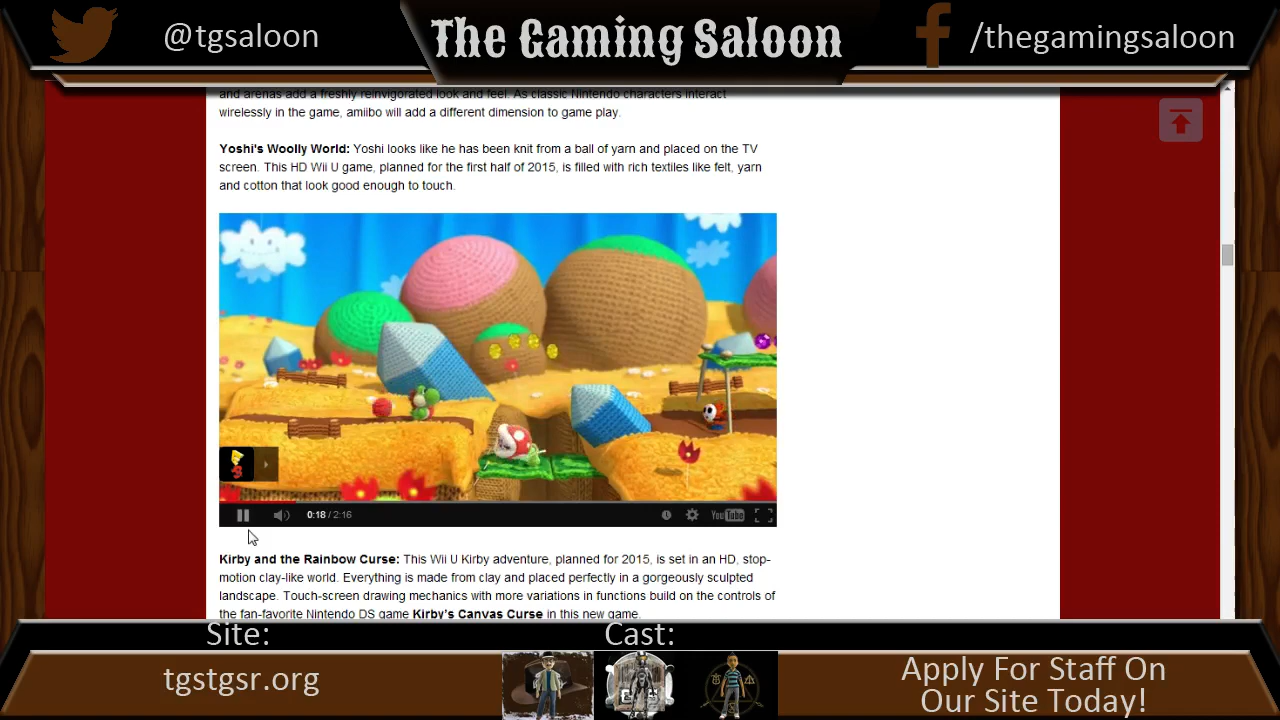 @tgsaloon
The Gaming Saloon
/thegamingsaloon
and arenas add a freshly reinvigorated look and feel. As classic Nintendo characters interact
wirelessly in the game, amiibo will add a different dimension to game play.
Yoshi's Woolly World: Yoshi looks like he has been knit from a ball of yarn and placed on the TV
screen. This HD Wii U game, planned for the first half of 2015, is filled with rich textiles like felt, yarn
and cotton that look good enough to touch.
0:18 / 2:16
YouTube
Kirby and the Rainbow Curse: This Wii U Kirby adventure, planned for 2015, is set in an HD, stop-
motion clay-like world. Everything is made from clay and placed perfectly in a gorgeously sculpted
landscape. Touch-screen drawing mechanics with more variations in functions build on the controls of
the fan-favorite Nintendo DS game Kirby's Canvas Curse in this new game.
Site:
Cast:
tgstgsr.org
Apply For Staff On
Our Site Today!